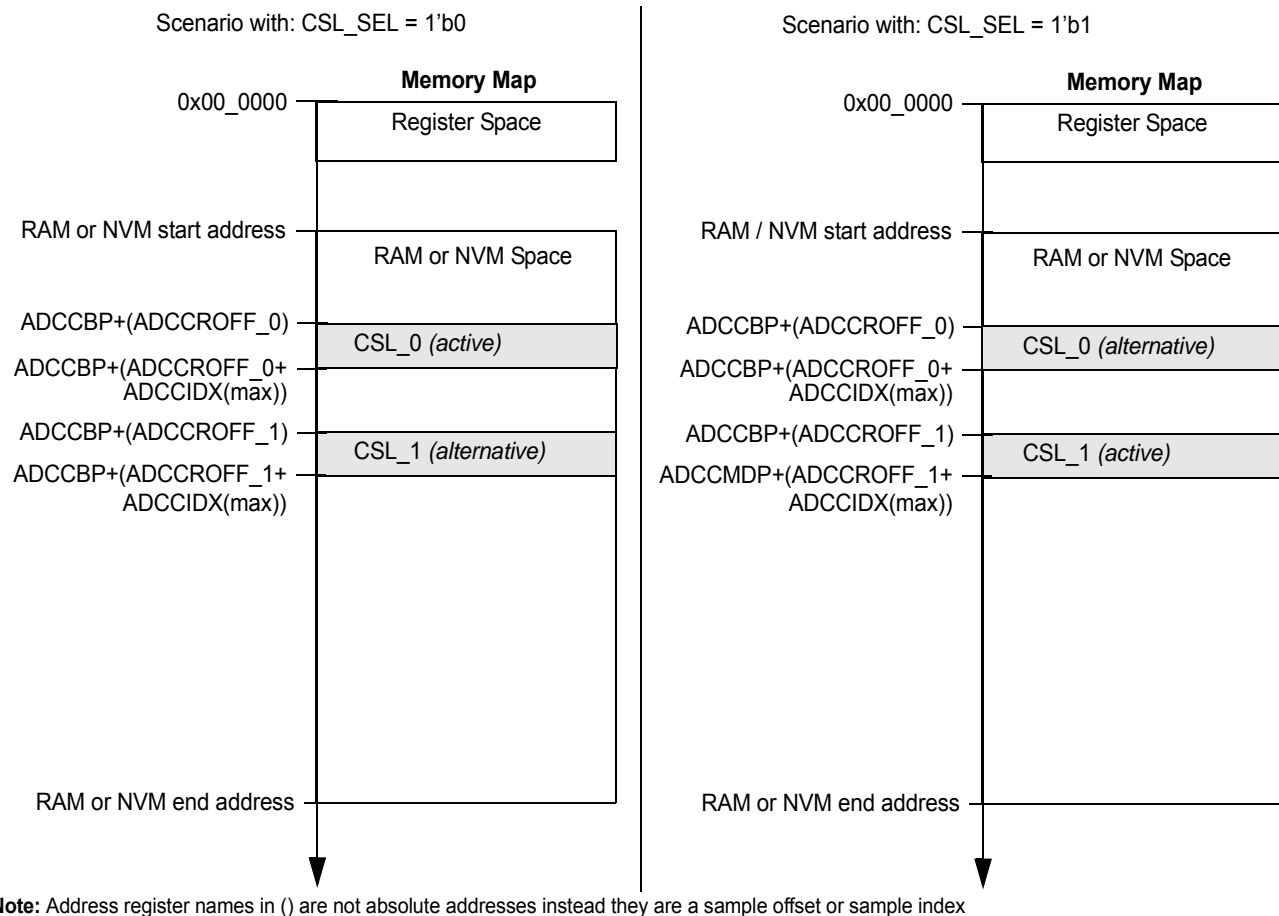 Scenario with: CSL_SEL = 1’b0
Memory Map
0x00_0000
Register Space
RAM or NVM start address
RAM or NVM Space
ADCCBP+(ADCCROFF_0)
CSL_0 (active)
ADCCBP+(ADCCROFF_0+
ADCCIDX(max))
ADCCBP+(ADCCROFF_1)
CSL_1 (alternative)
ADCCBP+(ADCCROFF_1+
ADCCIDX(max))
RAM or NVM end address
Scenario with: CSL_SEL = 1’b1
Memory Map
0x00_0000
Register Space
RAM / NVM start address
RAM or NVM Space
ADCCBP+(ADCCROFF_0)
CSL_0 (alternative)
ADCCBP+(ADCCROFF_0+
ADCCIDX(max))
ADCCBP+(ADCCROFF_1)
CSL_1 (active)
ADCCMDP+(ADCCROFF_1+
ADCCIDX(max))
RAM or NVM end address
Note: Address register names in () are not absolute addresses instead they are a sample offset or sample index